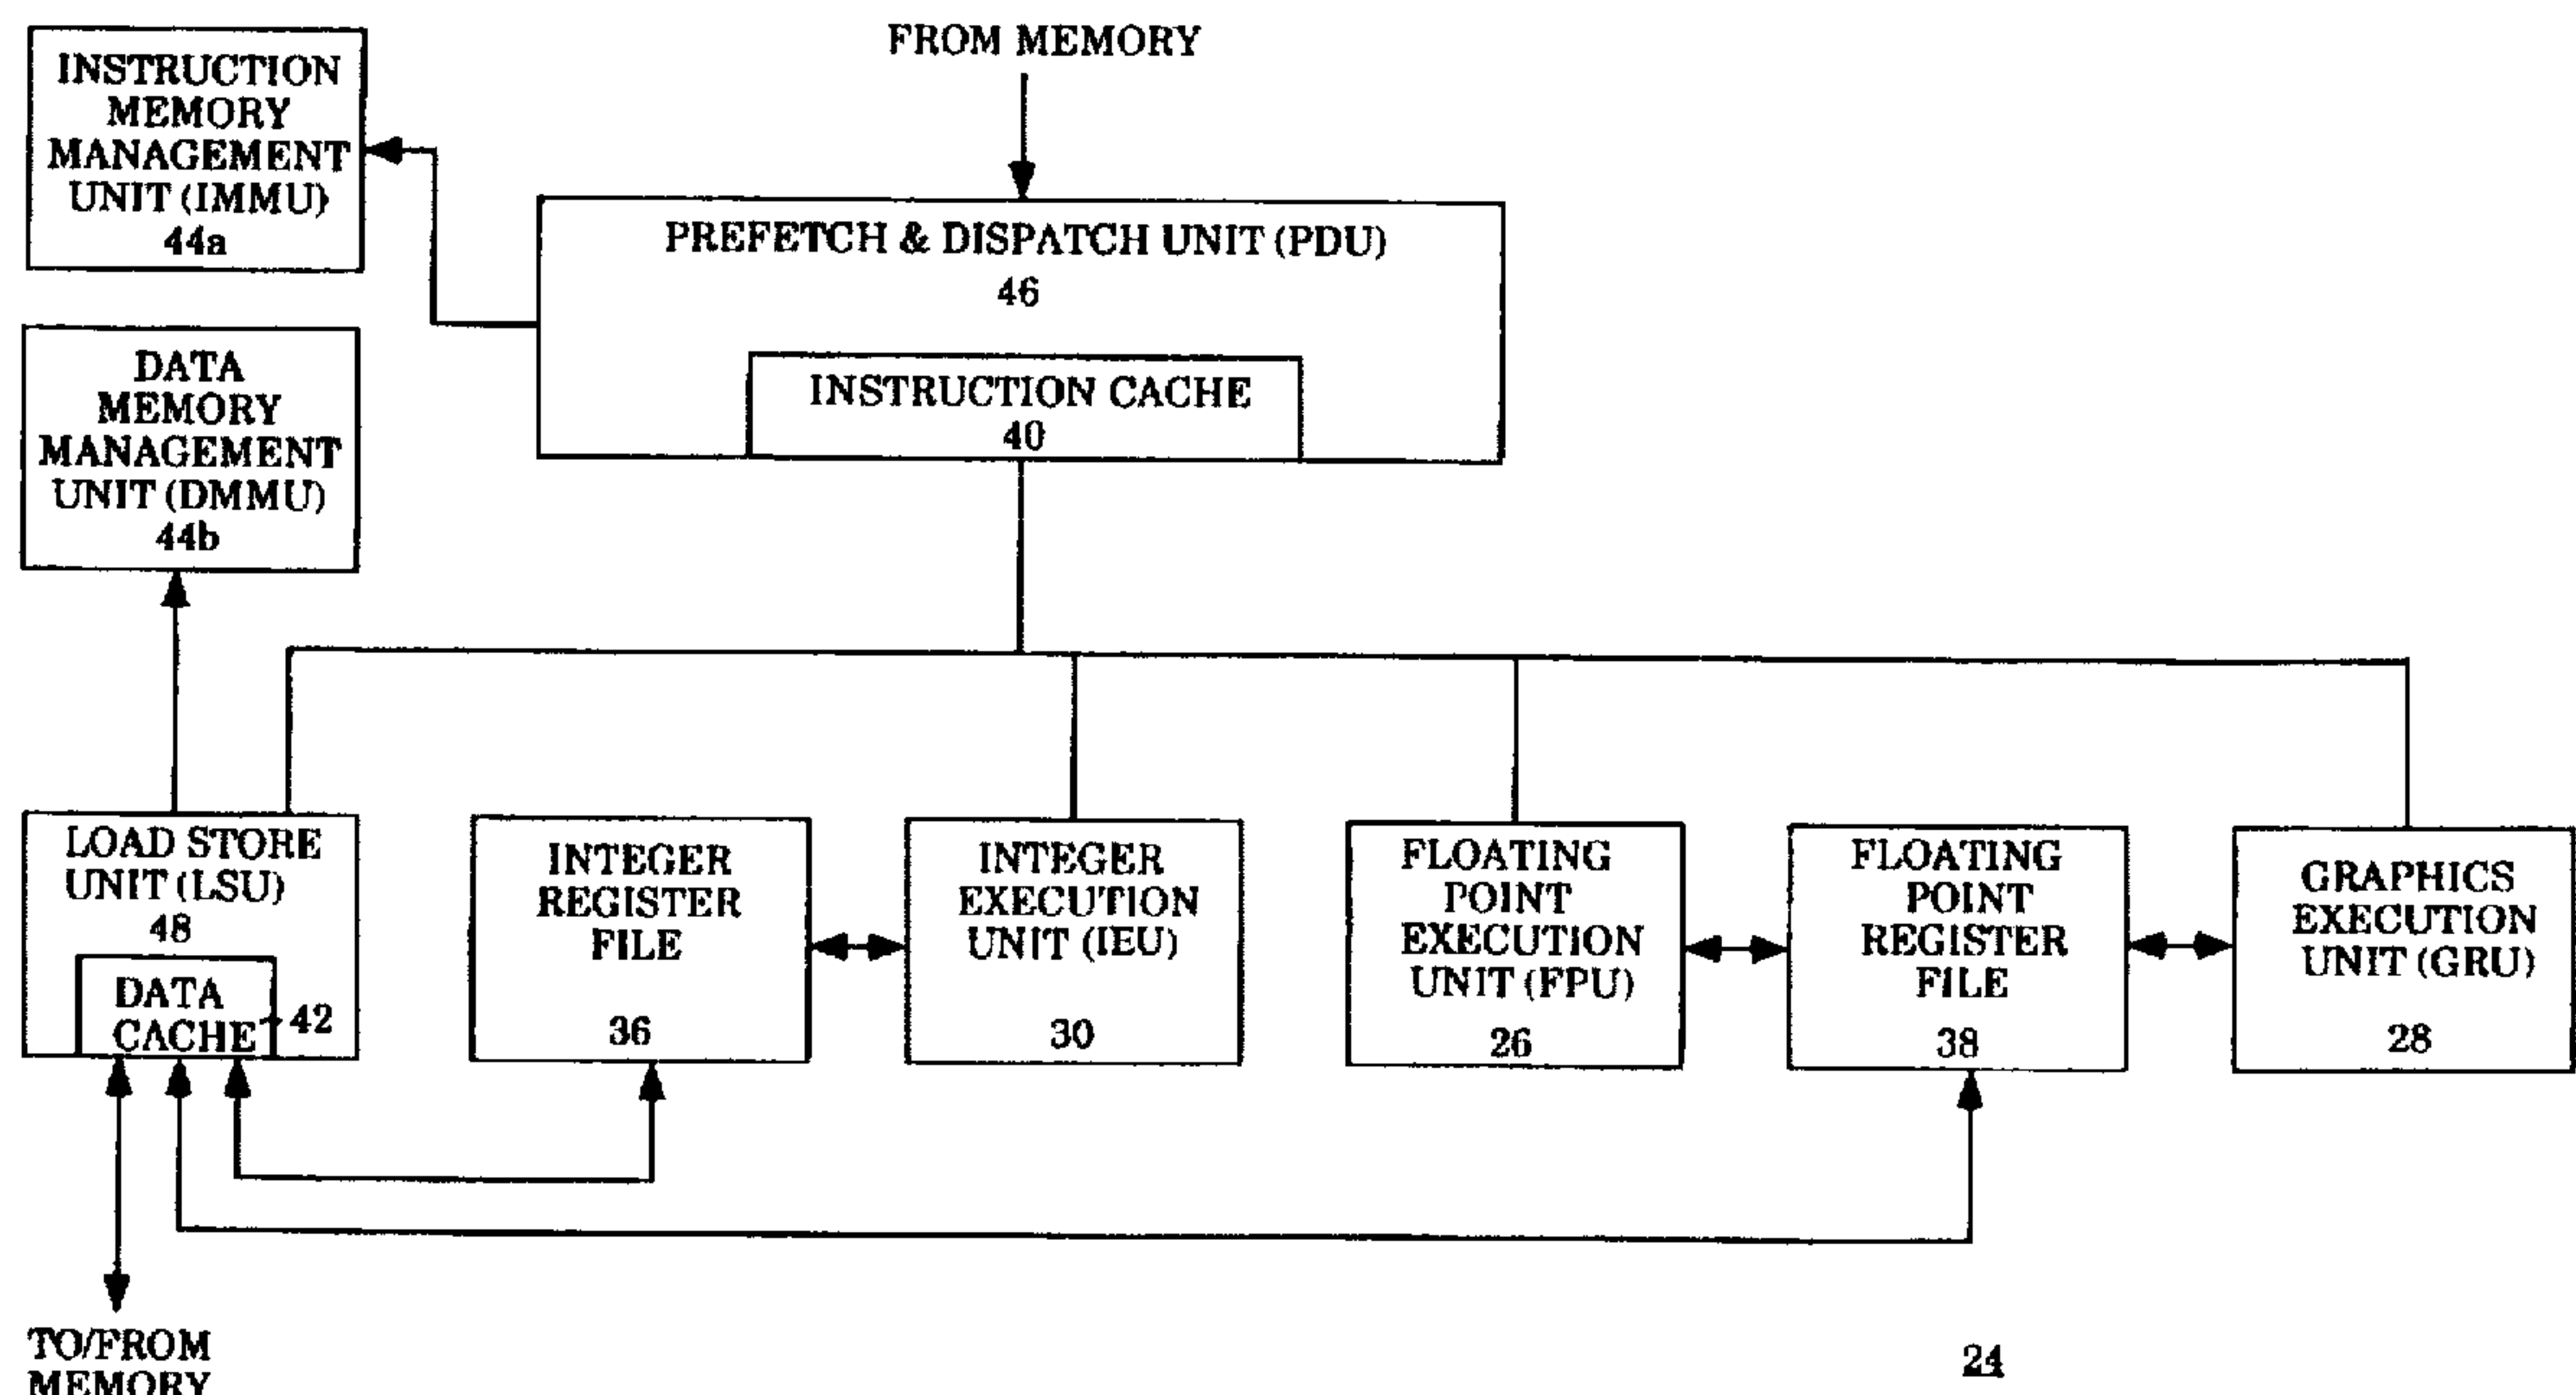 FROM MEMORY
INSTRUCTION
MEMORY
MANAGEMENT
UNIT (IMMU)
44a
PREFETCH & DISPATCH UNIT (PDU)
46
INSTRUCTION CACHE
40
DATA
MEMORY
MANAGEMENT
UNIT (DMMU)
44b
LOAD STORE
UNIT (LSU)
48
DATA
CACHE
42
INTEGER
REGISTER
FILE
36
INTEGER
EXECUTION
UNIT (IEU)
30
FLOATING
POINT
EXECUTION
UNIT (FPU)
26
FLOATING
POINT
REGISTER
FILE
38
GRAPHICS
EXECUTION
UNIT (GRU)
28
TO/FROM
MEMORY
24